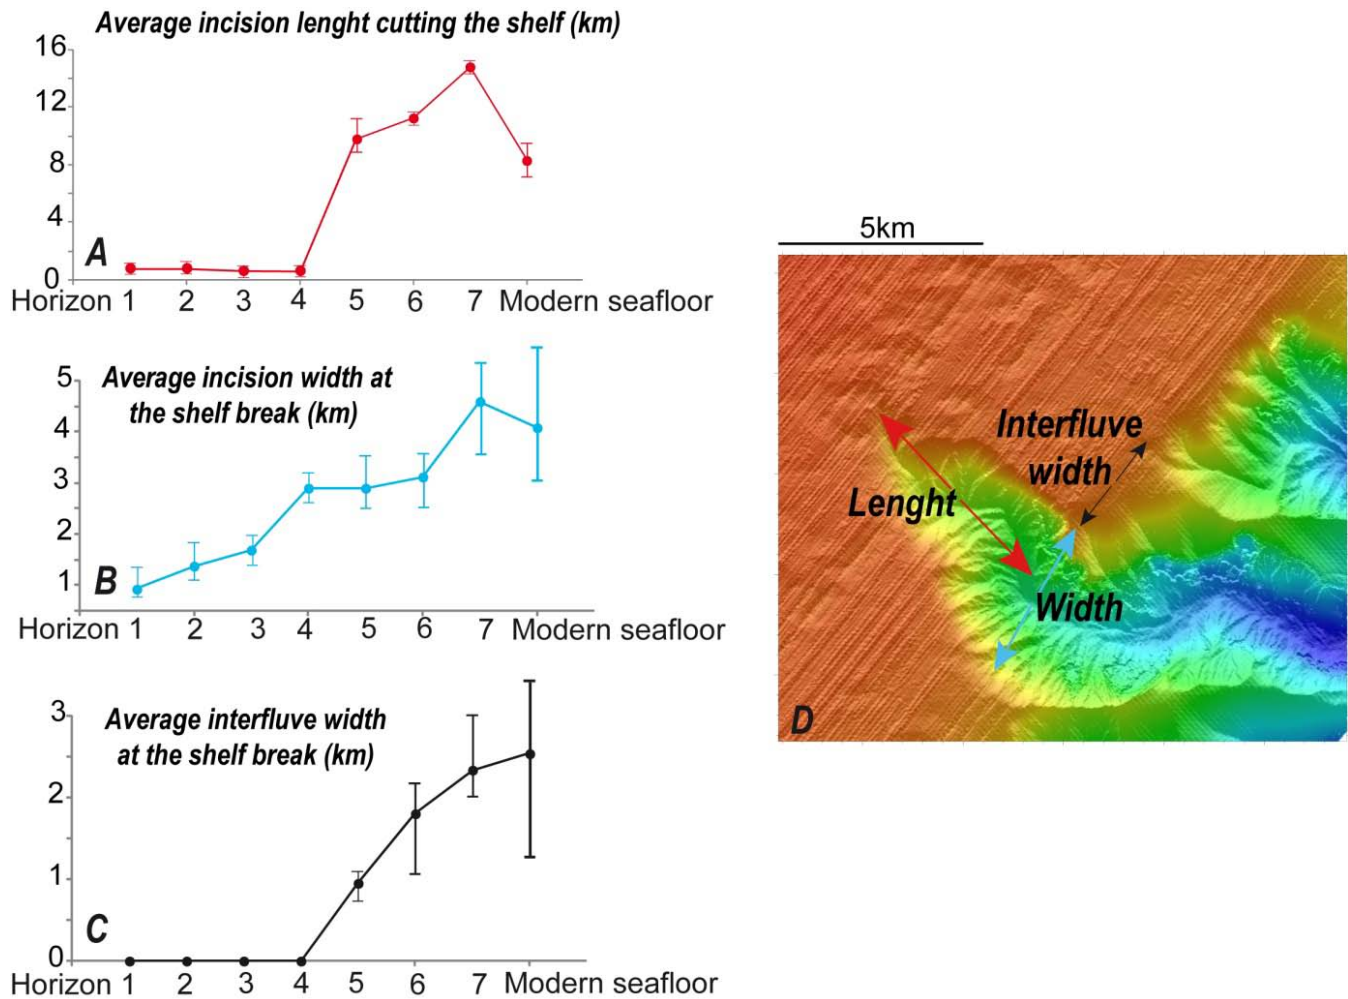 Average incision lenght cutting the shelf (km)
16
12
8
4
0
A
Horizon 1 2 3 4 5 6 7 Modern seafloor
Average incision width at
the shelf break (km)
5
4
3
2
1
B
Horizon 1 2 3 4 5 6 7 Modern seafloor
Average interfluve width
at the shelf break (km)
3
2
1
0
C
Horizon 1 2 3 4 5 6 7 Modern seafloor
5km
Interfluve
width
Lenght
Width
D